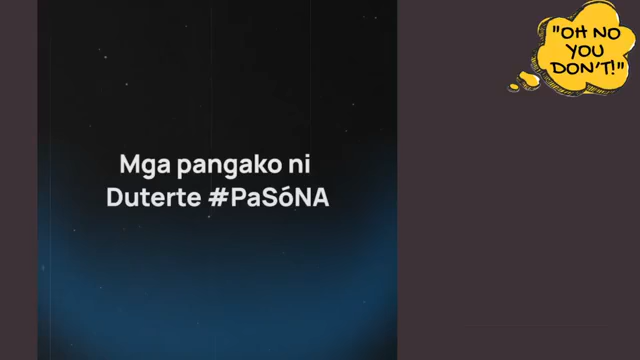 Mga pangako ni
Duterte #PaSóNA
"OH NO
YOU
DON'T!"